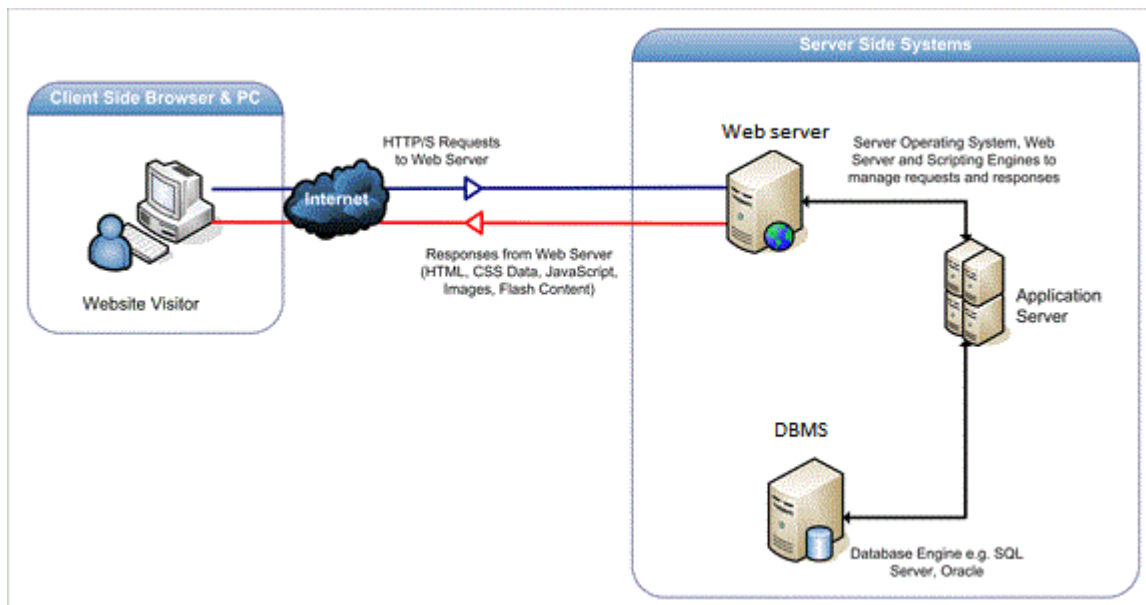 Server Side Systems
Client Side Browser & PC
HTTP/S Requests
to Web Server
Internet
Responses from Web Server
(HTML, CSS Data, JavaScript,
Images, Flash Content)
Website Visitor
Web server
Server Operating System, Web
Server and Scripting Engines to
manage requests and responses
Application
Server
DBMS
Database Engine e.g. SQL
Server, Oracle